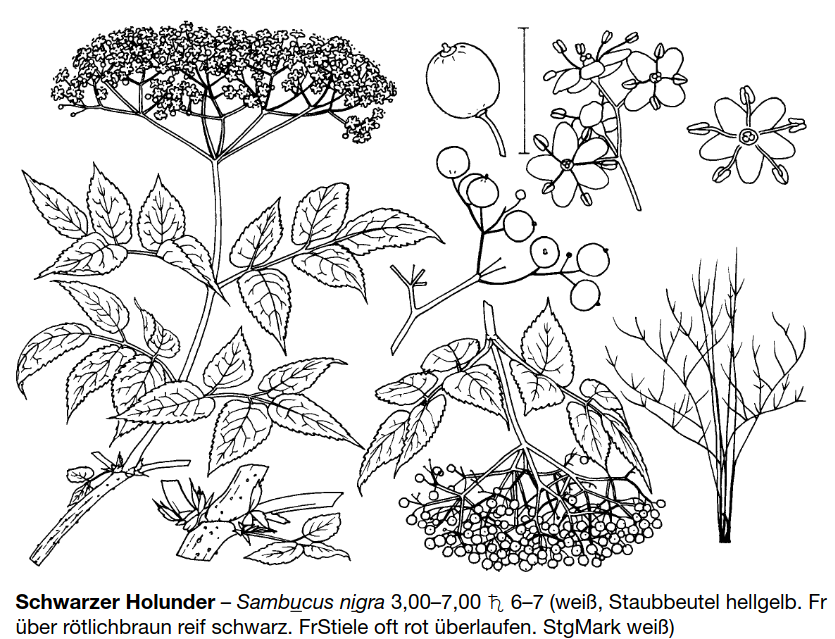 Schwarzer Holunder – Sambucus nigra 3,00–7,00 ♄ 6–7 (weiß, Staubbeutel hellgelb. Fr
über rötlichbraun reif schwarz. FrStiele oft rot überlaufen. StgMark weiß)